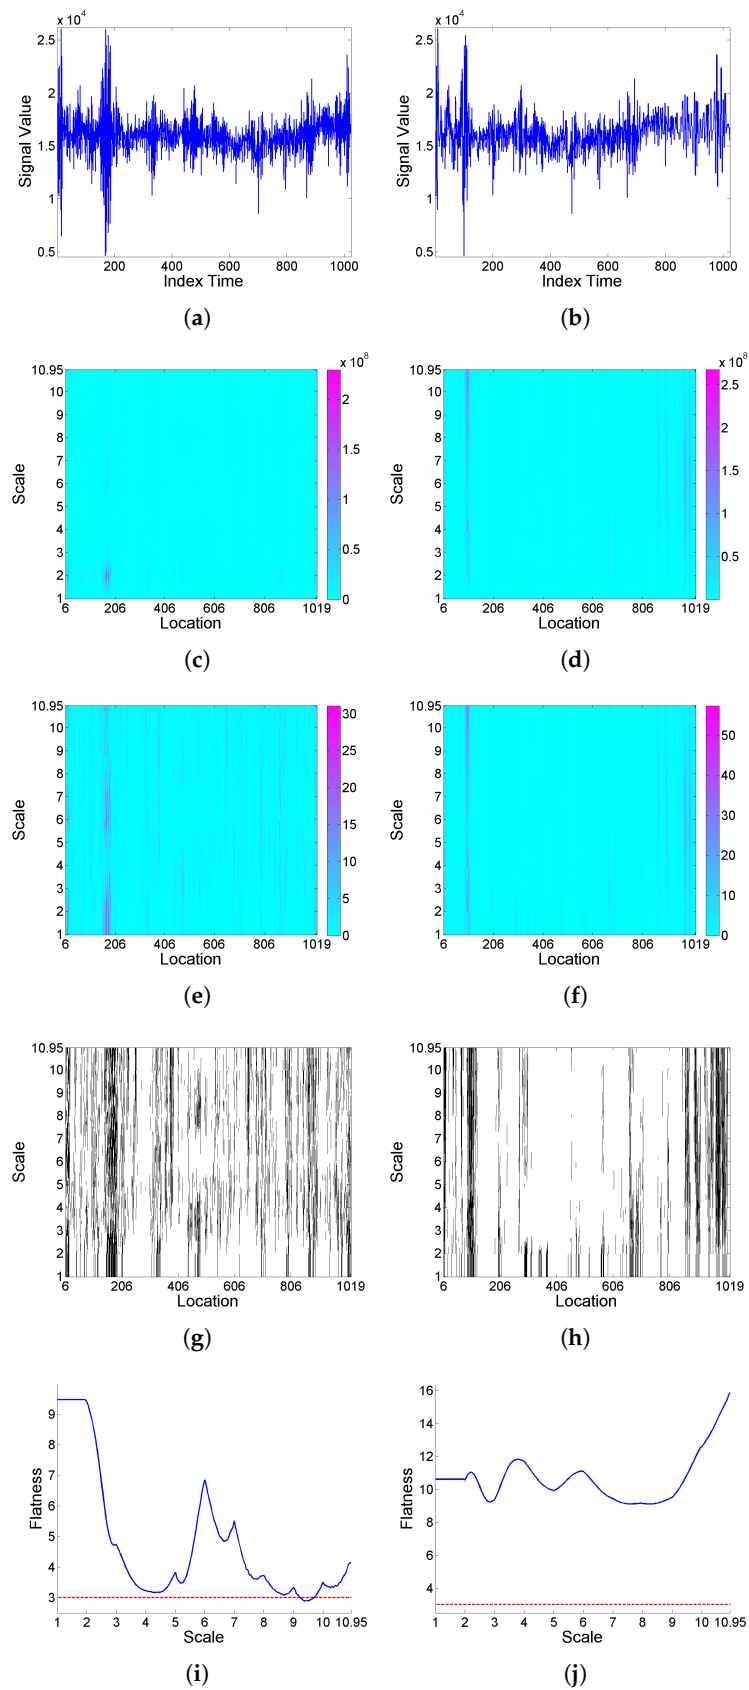 x 10^4
2.5
2
1.5
1
0.5
Signal Value
200 400 600 800 1000
Index Time
(a)
x 10^4
2.5
2
1.5
1
0.5
Signal Value
200 400 600 800 1000
Index Time
(b)
10.95
10
9
8
7
6
5
4
3
2
1
Scale
6 206 406 606 806 1019
Location
x 10^8
2
1.5
1
0.5
0
(c)
10.95
10
9
8
7
6
5
4
3
2
1
Scale
6 206 406 606 806 1019
Location
x 10^8
2.5
2
1.5
1
0.5
(d)
10.95
10
9
8
7
6
5
4
3
2
1
Scale
6 206 406 606 806 1019
Location
30
25
20
15
10
5
0
(e)
10.95
10
9
8
7
6
5
4
3
2
1
Scale
6 206 406 606 806 1019
Location
50
40
30
20
10
0
(f)
10.95
10
9
8
7
6
5
4
3
2
1
Scale
6 206 406 606 806 1019
Location
(g)
10.95
10
9
8
7
6
5
4
3
2
1
Scale
6 206 406 606 806 1019
Location
(h)
9
8
7
6
5
4
3
Flatness
1 2 3 4 5 6 7 8 9 10 10.95
Scale
(i)
16
14
12
10
8
6
4
Flatness
1 2 3 4 5 6 7 8 9 10 10.95
Scale
(j)